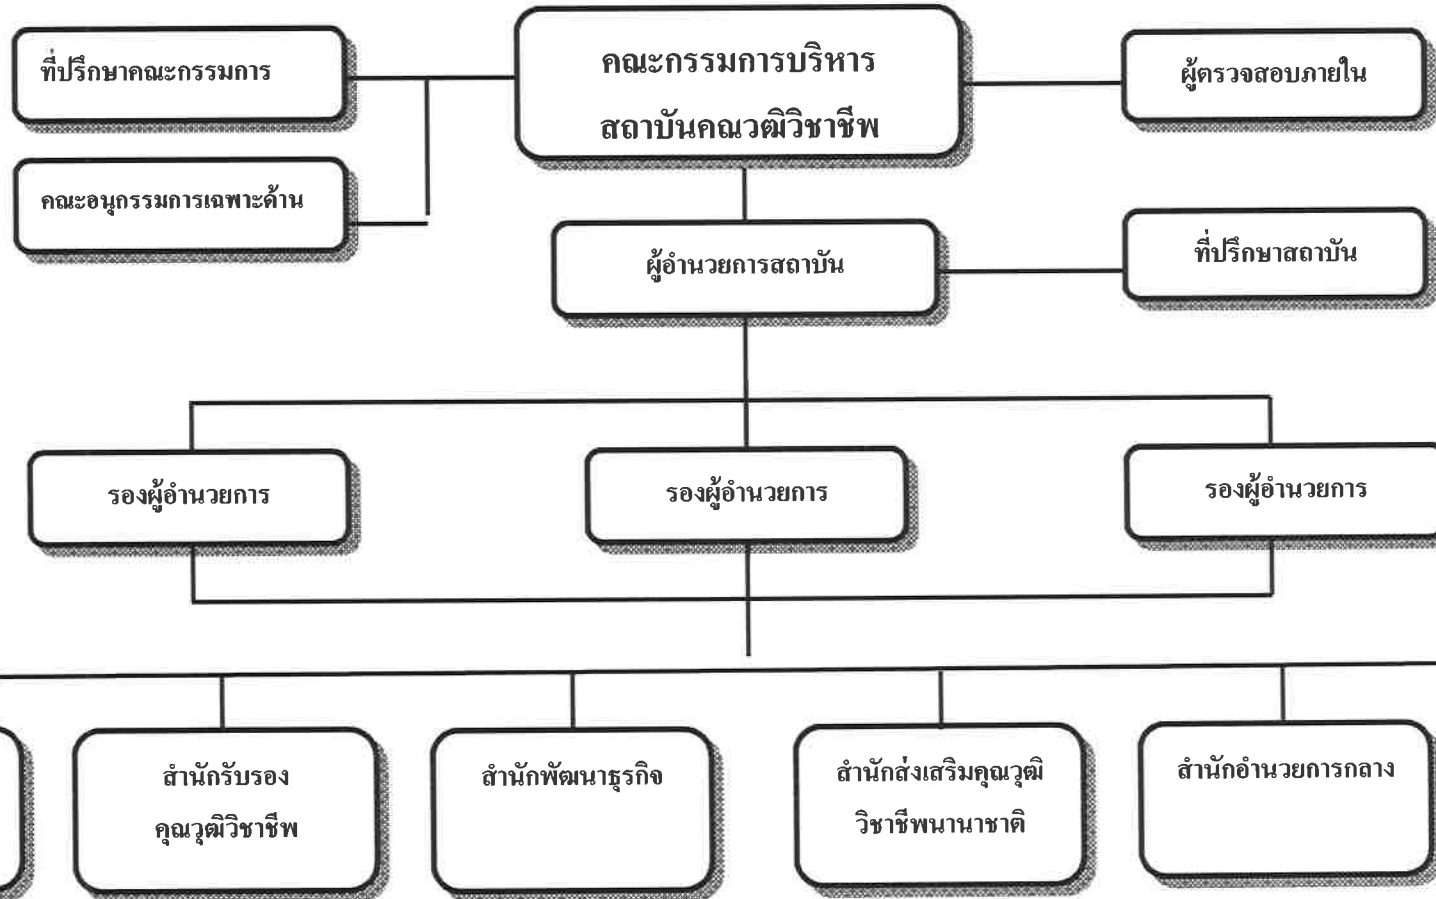 ที่ปรึกษาคณะกรรมการ
คณะกรรมการบริหาร
สถาบันคณวฒิวิชาชีพ
ผู้ตรวจสอบภายใน
คณะอนุกรรมการเฉพาะด้าน
ผู้อำนวยการสถาบัน
ที่ปรึกษาสถาบัน
รองผู้อำนวยการ
รองผู้อำนวยการ
รองผู้อำนวยการ
สำนักรับรอง
คุณวุฒิวิชาชีพ
สำนักพัฒนาธุรกิจ
สำนักส่งเสริมคุณวุฒิ
วิชาชีพนานาชาติ
สำนักอำนวยการกลาง